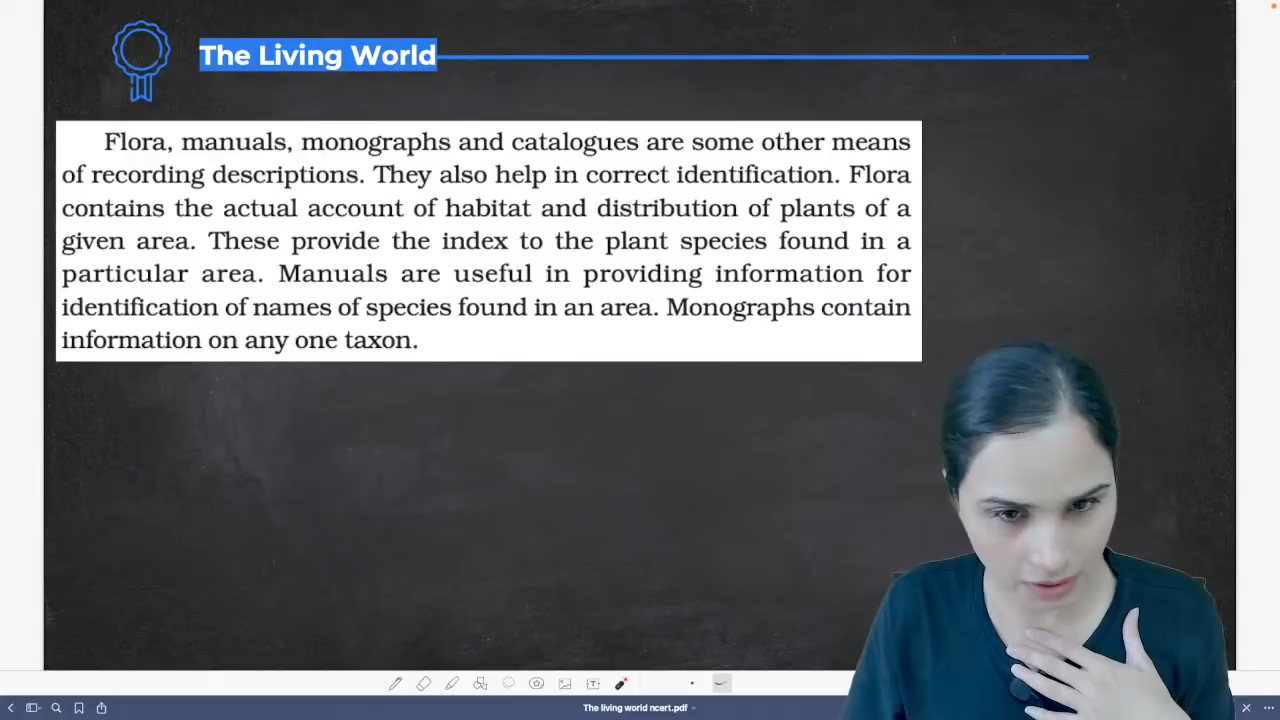 The Living World
Flora, manuals, monographs and catalogues are some other means
of recording descriptions. They also help in correct identification. Flora
contains the actual account of habitat and distribution of plants of a
given area. These provide the index to the plant species found in a
particular area. Manuals are useful in providing information for
identification of names of species found in an area. Monographs contain
information on any one taxon.
The living world ncert.pdf